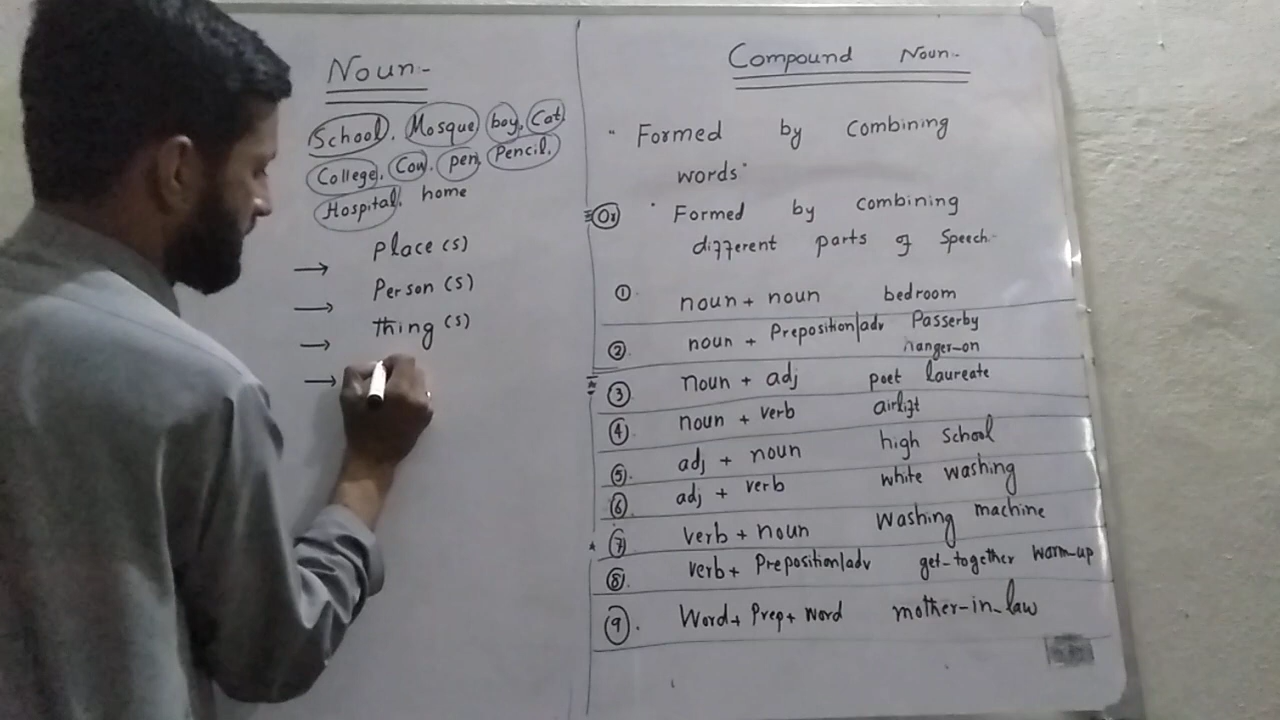 Noun:-
School, Mosque, boy, Cat,
College, Cow, pen, Pencil,
Hospital, home
→ place(s)
→ Person(s)
→ thing(s)
→
Compound Noun:-
"Formed by combining
words"
(Or) "Formed by combining
different parts of Speech.
① noun + noun bedroom
② noun + Preposition/adv Passerby
hanger-on
③ noun + adj poet laureate
④ noun + verb airlift
⑤ adj + noun high School
⑥ adj + verb white washing
⑦ verb + noun washing machine
⑧ verb + Preposition/adv get-together warm-up
⑨ Word + Prep + word mother-in-law